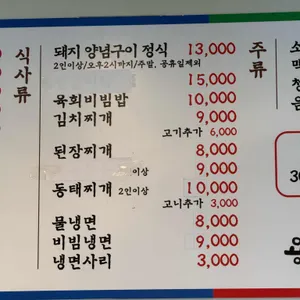 식사류
돼지 양념구이 정식 13,000
2인이상/오후2시까지/주말, 공휴일제외
15,000
육회비빔밥 10,000
김치찌개 9,000
고기추가 6,000
된장찌개 8,000
이상 9,000
동태찌개 2인이상 10,000
고니추가 3,000
물냉면 8,000
비빔냉면 9,000
냉면사리 3,000
주류